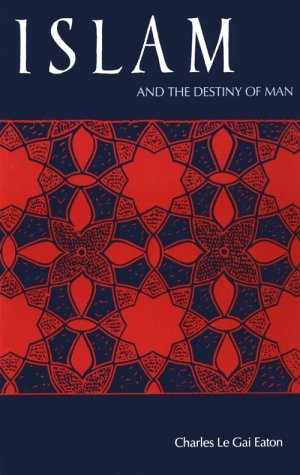 ISLAM
AND THE DESTINY OF MAN
Charles Le Gai Eaton